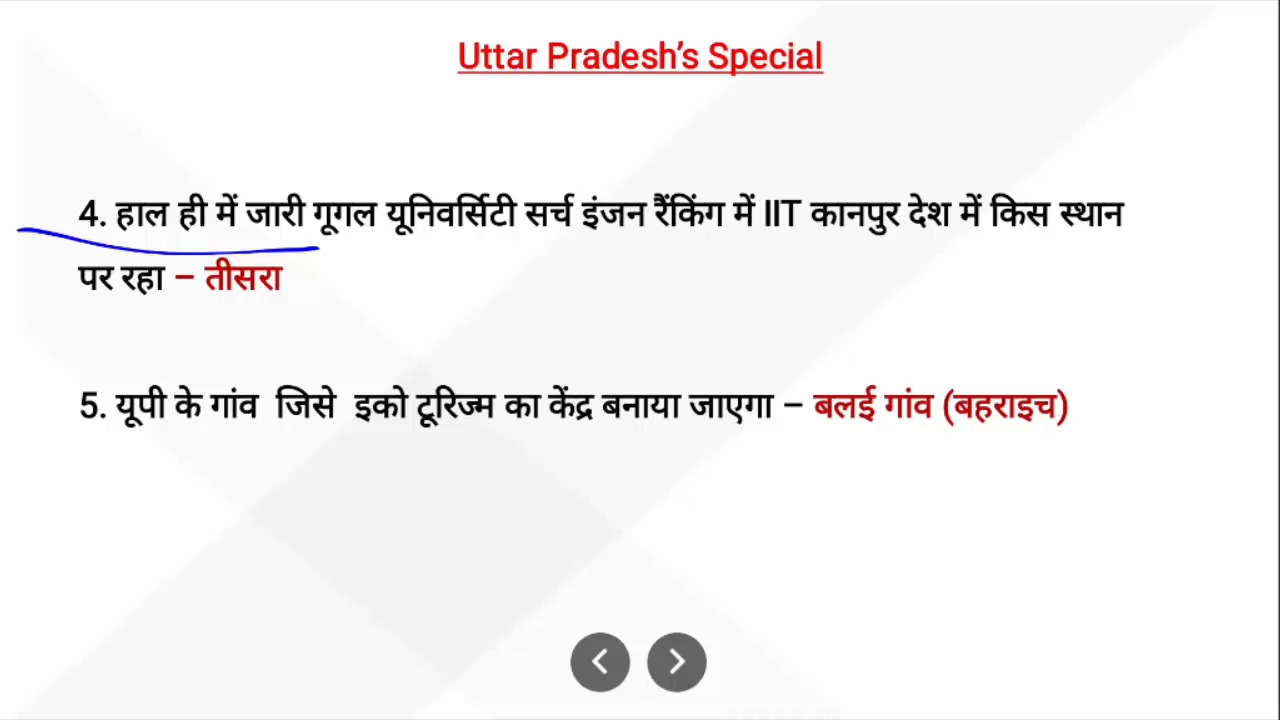 Uttar Pradesh’s Special
4. हाल ही में जारी गूगल यूनिवर्सिटी सर्च इंजन रैंकिंग में IIT कानपुर देश में किस स्थान
पर रहा – तीसरा
5. यूपी के गांव जिसे इको टूरिज्म का केंद्र बनाया जाएगा – बलई गांव (बहराइच)